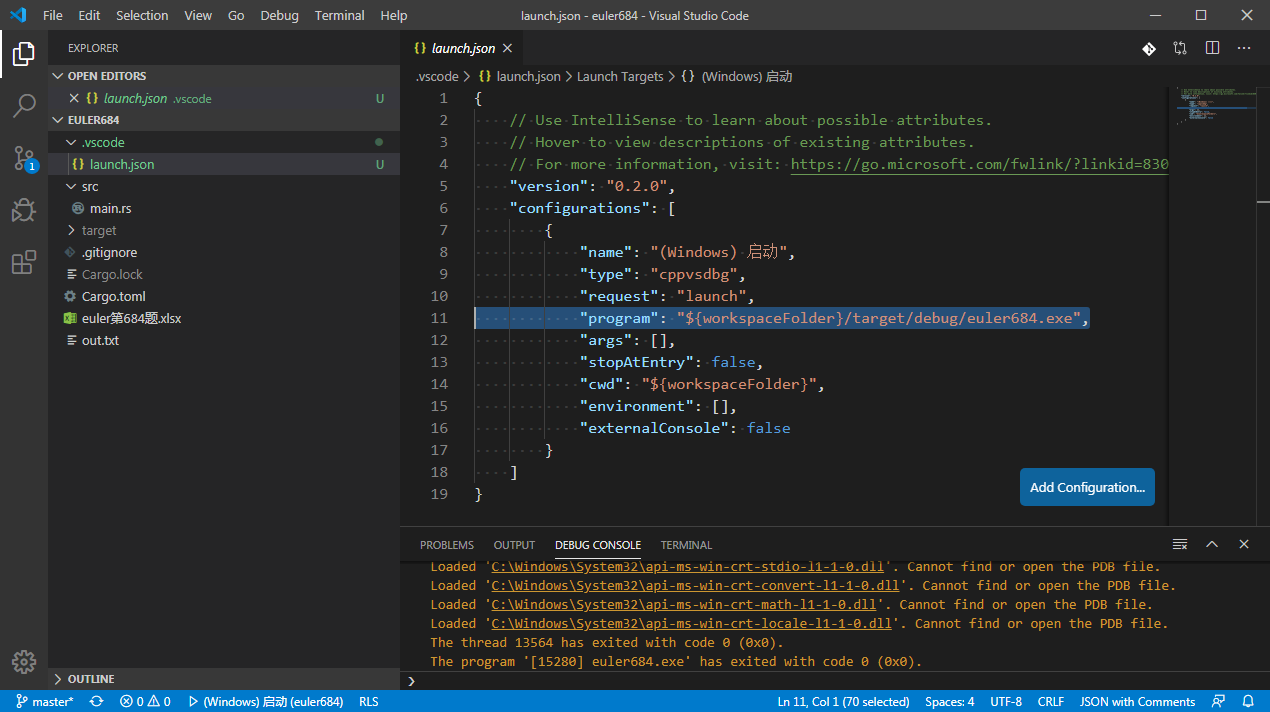 File Edit Selection View Go Debug Terminal Help
launch.json - euler684 - Visual Studio Code
EXPLORER
OPEN EDITORS
{} launch.json .vscode U
EULER684
.vscode
{} launch.json U
src
main.rs
target
.gitignore
Cargo.lock
Cargo.toml
euler第684题.xlsx
out.txt
OUTLINE
1
{} launch.json
.vscode > {} launch.json > Launch Targets > {} (Windows) 启动
1 {
2 // Use IntelliSense to learn about possible attributes.
3 // Hover to view descriptions of existing attributes.
4 // For more information, visit: https://go.microsoft.com/fwlink/?linkid=830
5 "version": "0.2.0",
6 "configurations": [
7 {
8 "name": "(Windows) 启动",
9 "type": "cppvsdbg",
10 "request": "launch",
11 "program": "${workspaceFolder}/target/debug/euler684.exe",
12 "args": [],
13 "stopAtEntry": false,
14 "cwd": "${workspaceFolder}",
15 "environment": [],
16 "externalConsole": false
17 }
18 ]
19 }
Add Configuration...
PROBLEMS OUTPUT DEBUG CONSOLE TERMINAL
Loaded 'C:\Windows\System32\api-ms-win-crt-stdio-l1-1-0.dll'. Cannot find or open the PDB file.
Loaded 'C:\Windows\System32\api-ms-win-crt-convert-l1-1-0.dll'. Cannot find or open the PDB file.
Loaded 'C:\Windows\System32\api-ms-win-crt-math-l1-1-0.dll'. Cannot find or open the PDB file.
Loaded 'C:\Windows\System32\api-ms-win-crt-locale-l1-1-0.dll'. Cannot find or open the PDB file.
The thread 13564 has exited with code 0 (0x0).
The program '[15280] euler684.exe' has exited with code 0 (0x0).
master* 0 0 (Windows) 启动 (euler684) RLS Ln 11, Col 1 (70 selected) Spaces: 4 UTF-8 CRLF JSON with Comments